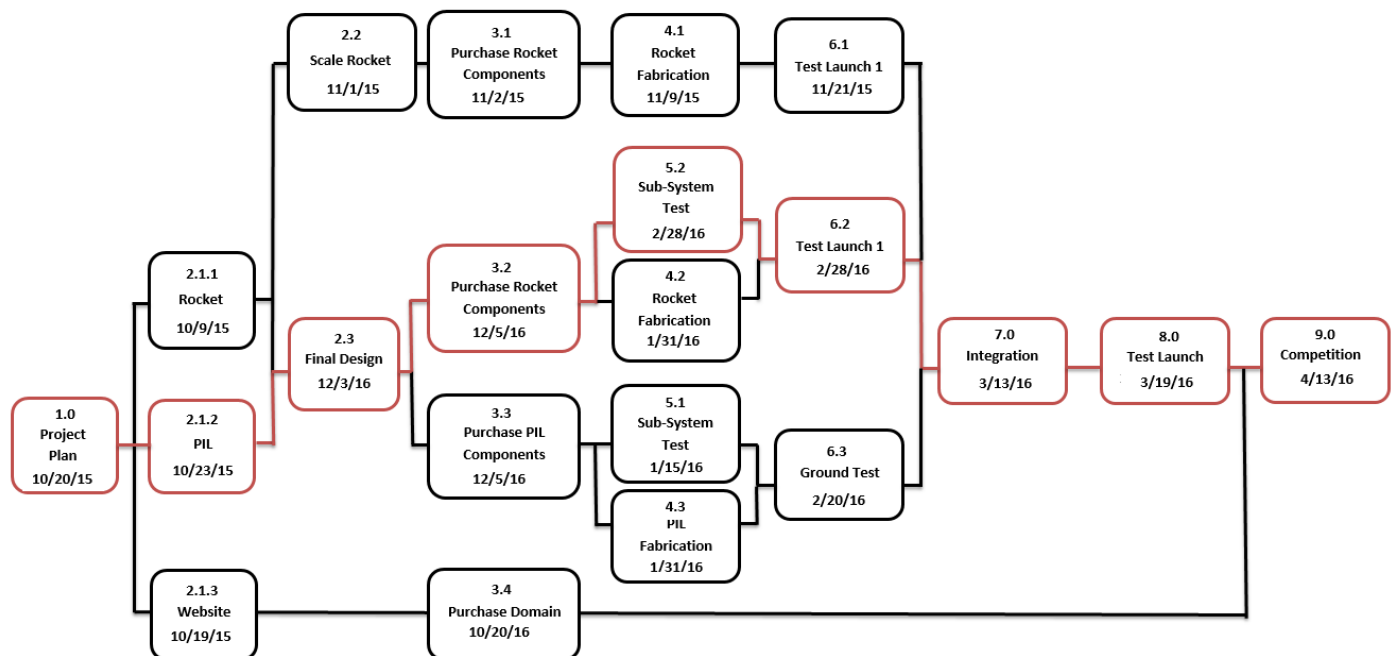 2.2
Scale Rocket
11/1/15
3.1
Purchase Rocket
Components
11/2/15
4.1
Rocket
Fabrication
11/9/15
6.1
Test Launch 1
11/21/15
5.2
Sub-System
Test
2/28/16
6.2
Test Launch 1
2/28/16
2.1.1
Rocket
10/9/15
3.2
Purchase Rocket
Components
12/5/16
4.2
Rocket
Fabrication
1/31/16
2.3
Final Design
12/3/16
7.0
Integration
3/13/16
8.0
Test Launch
3/19/16
9.0
Competition
4/13/16
1.0
Project
Plan
10/20/15
2.1.2
PIL
10/23/15
3.3
Purchase PIL
Components
12/5/16
5.1
Sub-System
Test
1/15/16
6.3
Ground Test
2/20/16
4.3
PIL
Fabrication
1/31/16
2.1.3
Website
10/19/15
3.4
Purchase Domain
10/20/16